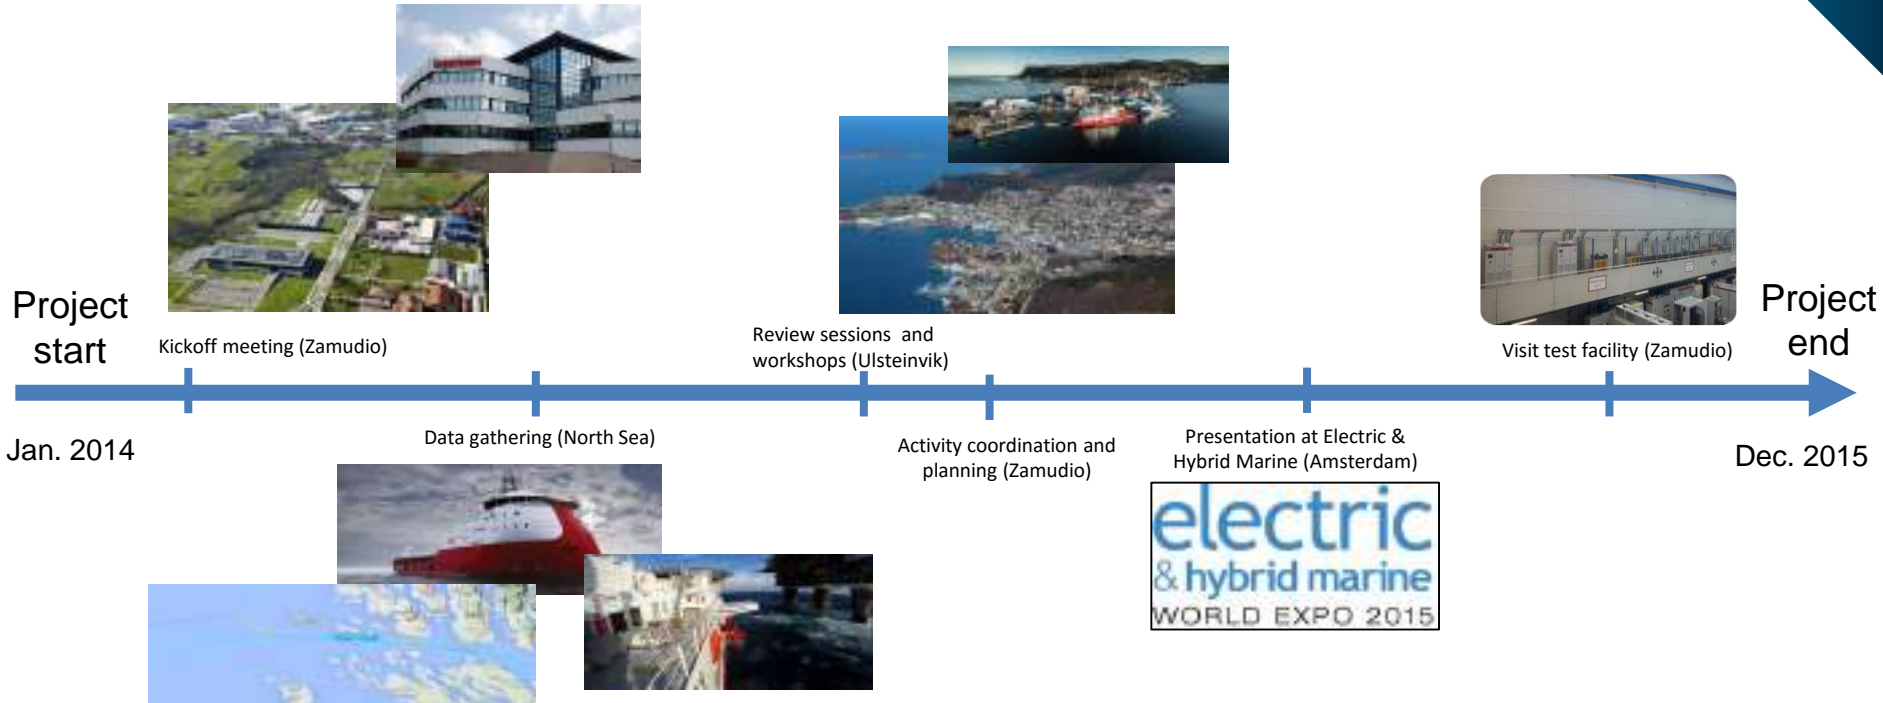 Project
start
Kickoff meeting (Zamudio)
Review sessions and
workshops (Ulsteinvik)
Visit test facility (Zamudio)
Project
end
Jan. 2014
Data gathering (North Sea)
Activity coordination and
planning (Zamudio)
Presentation at Electric &
Hybrid Marine (Amsterdam)
Dec. 2015
electric
& hybrid marine
WORLD EXPO 2015